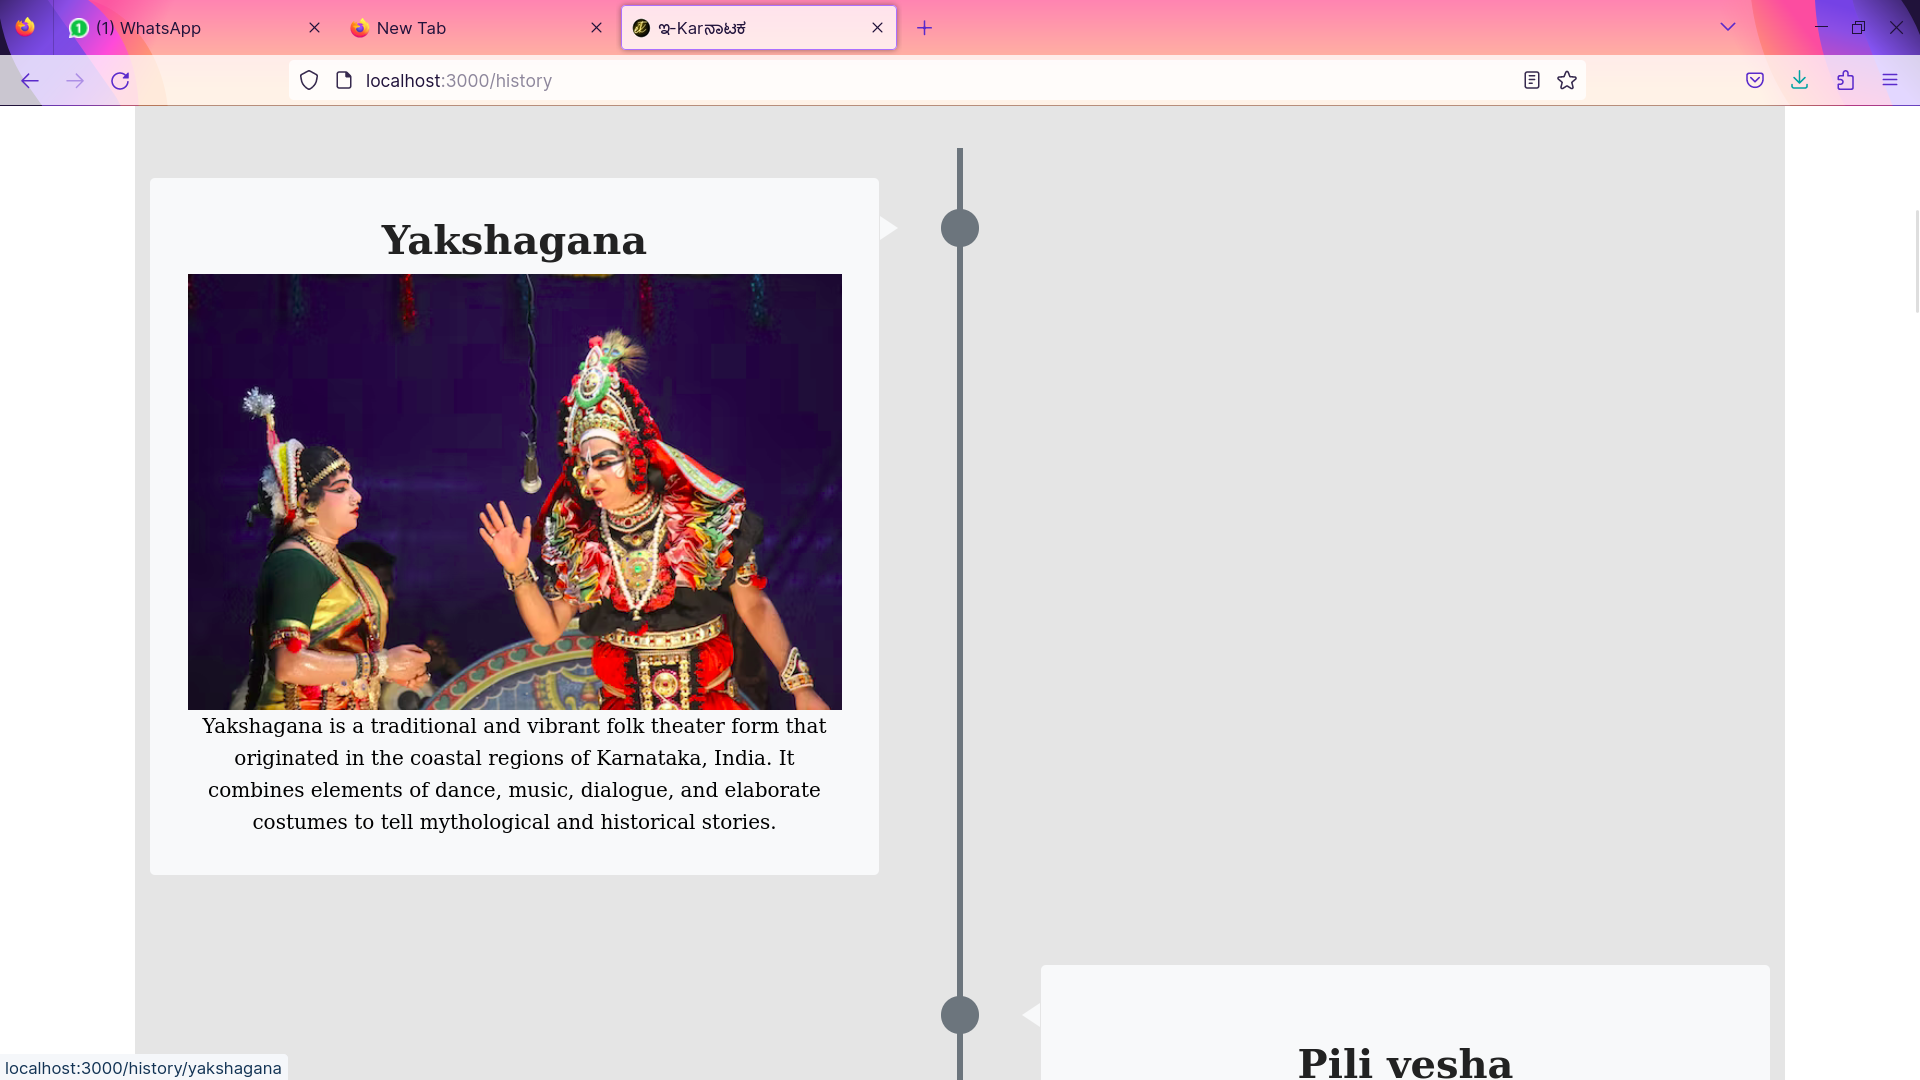 (1) WhatsApp
New Tab
ಇ-Karನಾಟಕ
localhost:3000/history
Yakshagana
Yakshagana is a traditional and vibrant folk theater form that
originated in the coastal regions of Karnataka, India. It
combines elements of dance, music, dialogue, and elaborate
costumes to tell mythological and historical stories.
Pili vesha
localhost:3000/history/yakshagana